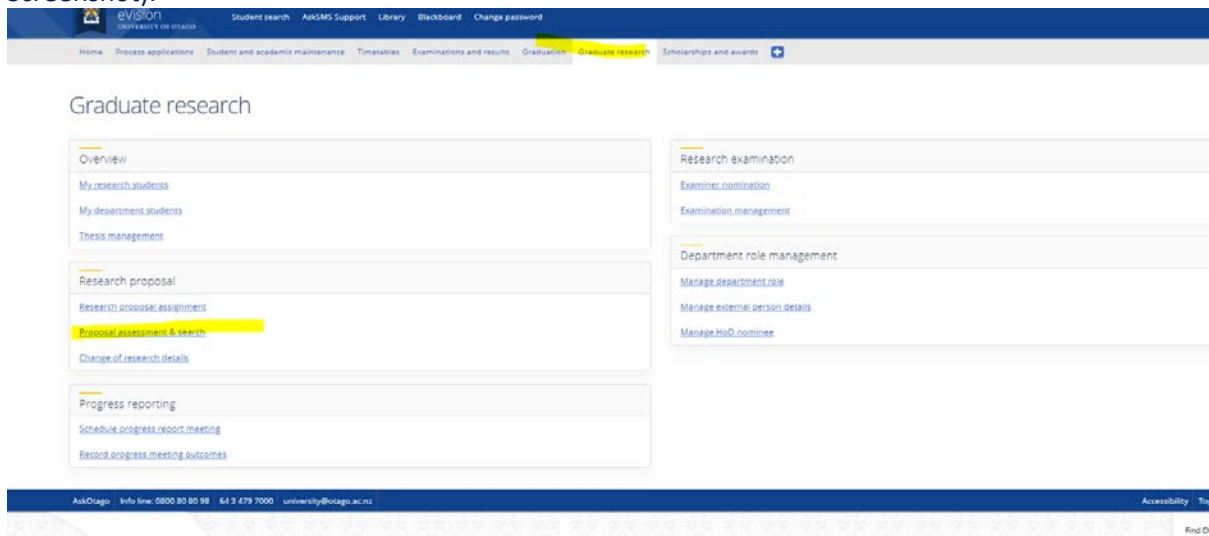 screenshot).
eVision
UNIVERSITY OF OTAGO
Student search AskSMS Support Library Blackboard Change password
Home Process applications Student and academic maintenance Timetables Examinations and results Graduation Graduate research Scholarships and awards
Graduate research
Overview
My research students
My department students
Thesis management
Research proposal
Research proposal assignment
Proposal assessment & search
Change of research details
Progress reporting
Schedule progress report meeting
Record progress meeting outcomes
Research examination
Examiner nomination
Examination management
Department role management
Manage department role
Manage external person details
Manage HoD nominee
AskOtago Info line: 0800 80 80 98 64 3 479 7000 university@otago.ac.nz
Accessibility
Find